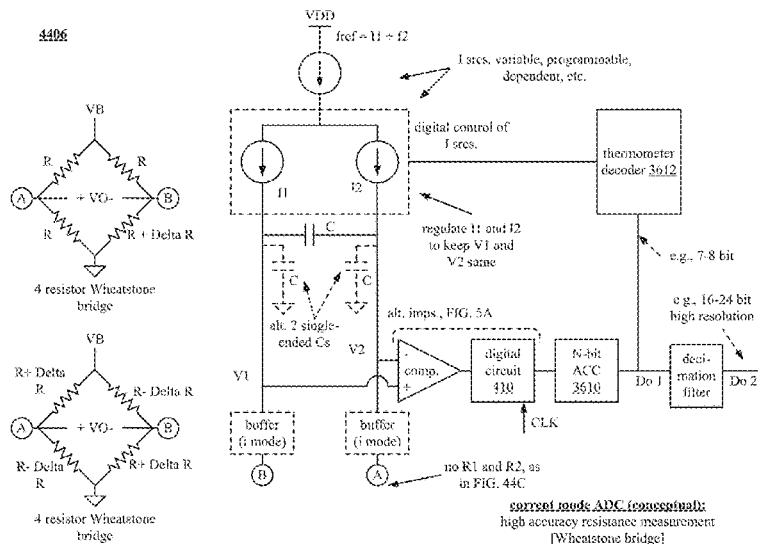 4406
VDD
Iref = I1 + I2
I srcs. variable, programmable,
dependent, etc.
VB
R
R
A
+ VO-
B
R
R + Delta R
4 resistor Wheatstone
bridge
digital control of
I srcs.
thermometer
decoder 3612
I1
I2
regulate I1 and I2
to keep V1 and
V2 same
C
C
C
alt. 2 single-
ended Cs
e.g., 7-8 bit
e.g., 16-24 bit
high resolution
alt. imps., FIG. 5A
VB
R+ Delta
R
R- Delta R
A
+ VO-
B
R- Delta
R
R+ Delta R
4 resistor Wheatstone
bridge
V1
V2
-
comp.
+
digital
circuit
410
CLK
N-bit
ACC
3610
Do 1
deci-
mation
filter
Do 2
buffer
(i mode)
buffer
(i mode)
B
A
no R1 and R2, as
in FIG. 44C
current mode ADC (conceptual):
high accuracy resistance measurement
[Wheatstone bridge]